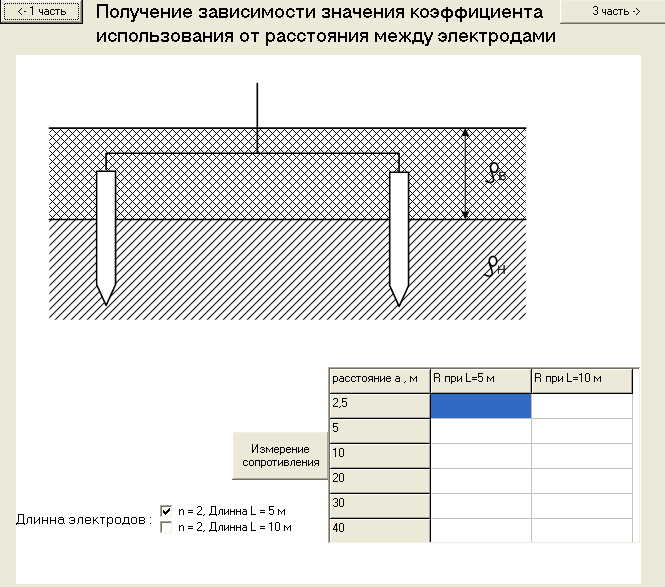 <- 1 часть
Получение зависимости значения коэффициента
использования от расстояния между электродами
3 часть ->
ρв
ρн
расстояние а , м R при L=5 м R при L=10 м
2,5
5
10
20
30
40
Измерение
сопротивления
Длинна электродов :
n = 2, Длинна L = 5 м
n = 2, Длинна L = 10 м